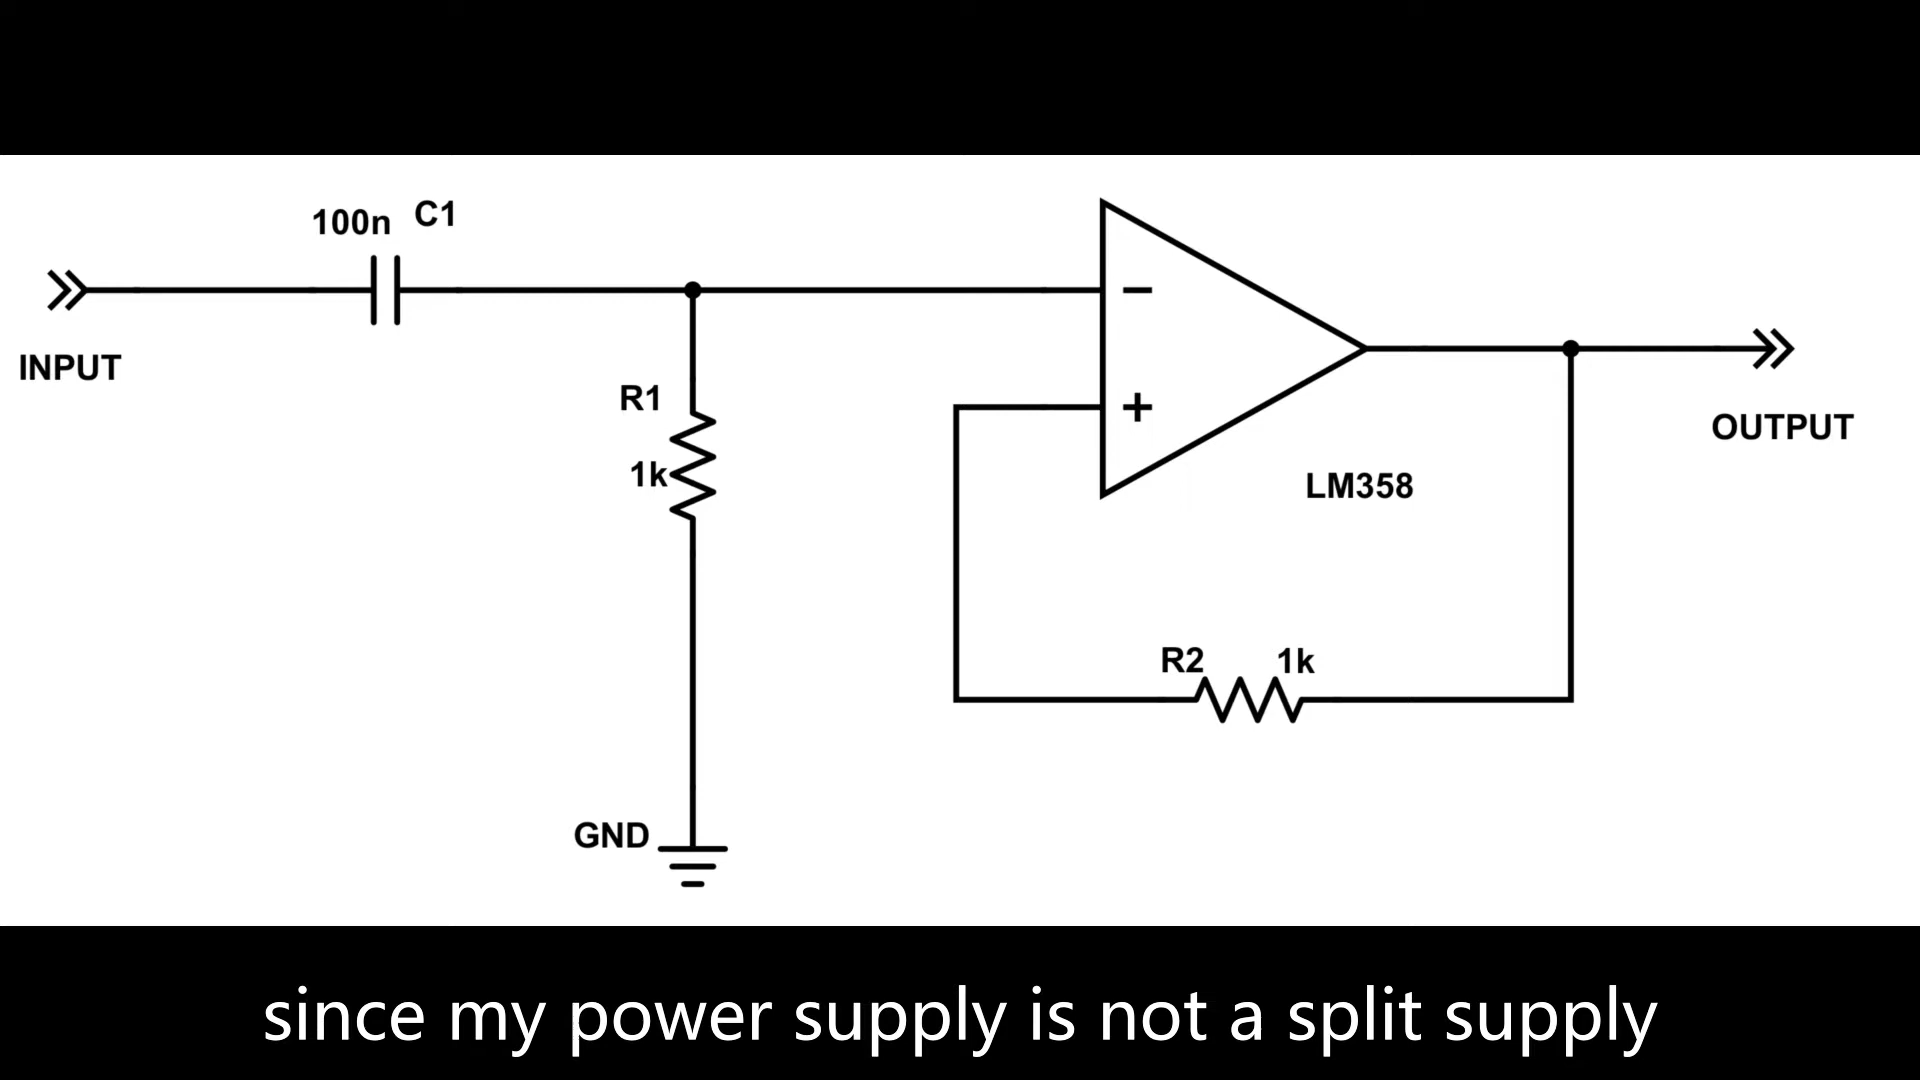 100n C1
INPUT
R1
1k
GND
−
+
LM358
OUTPUT
R2 1k
since my power supply is not a split supply